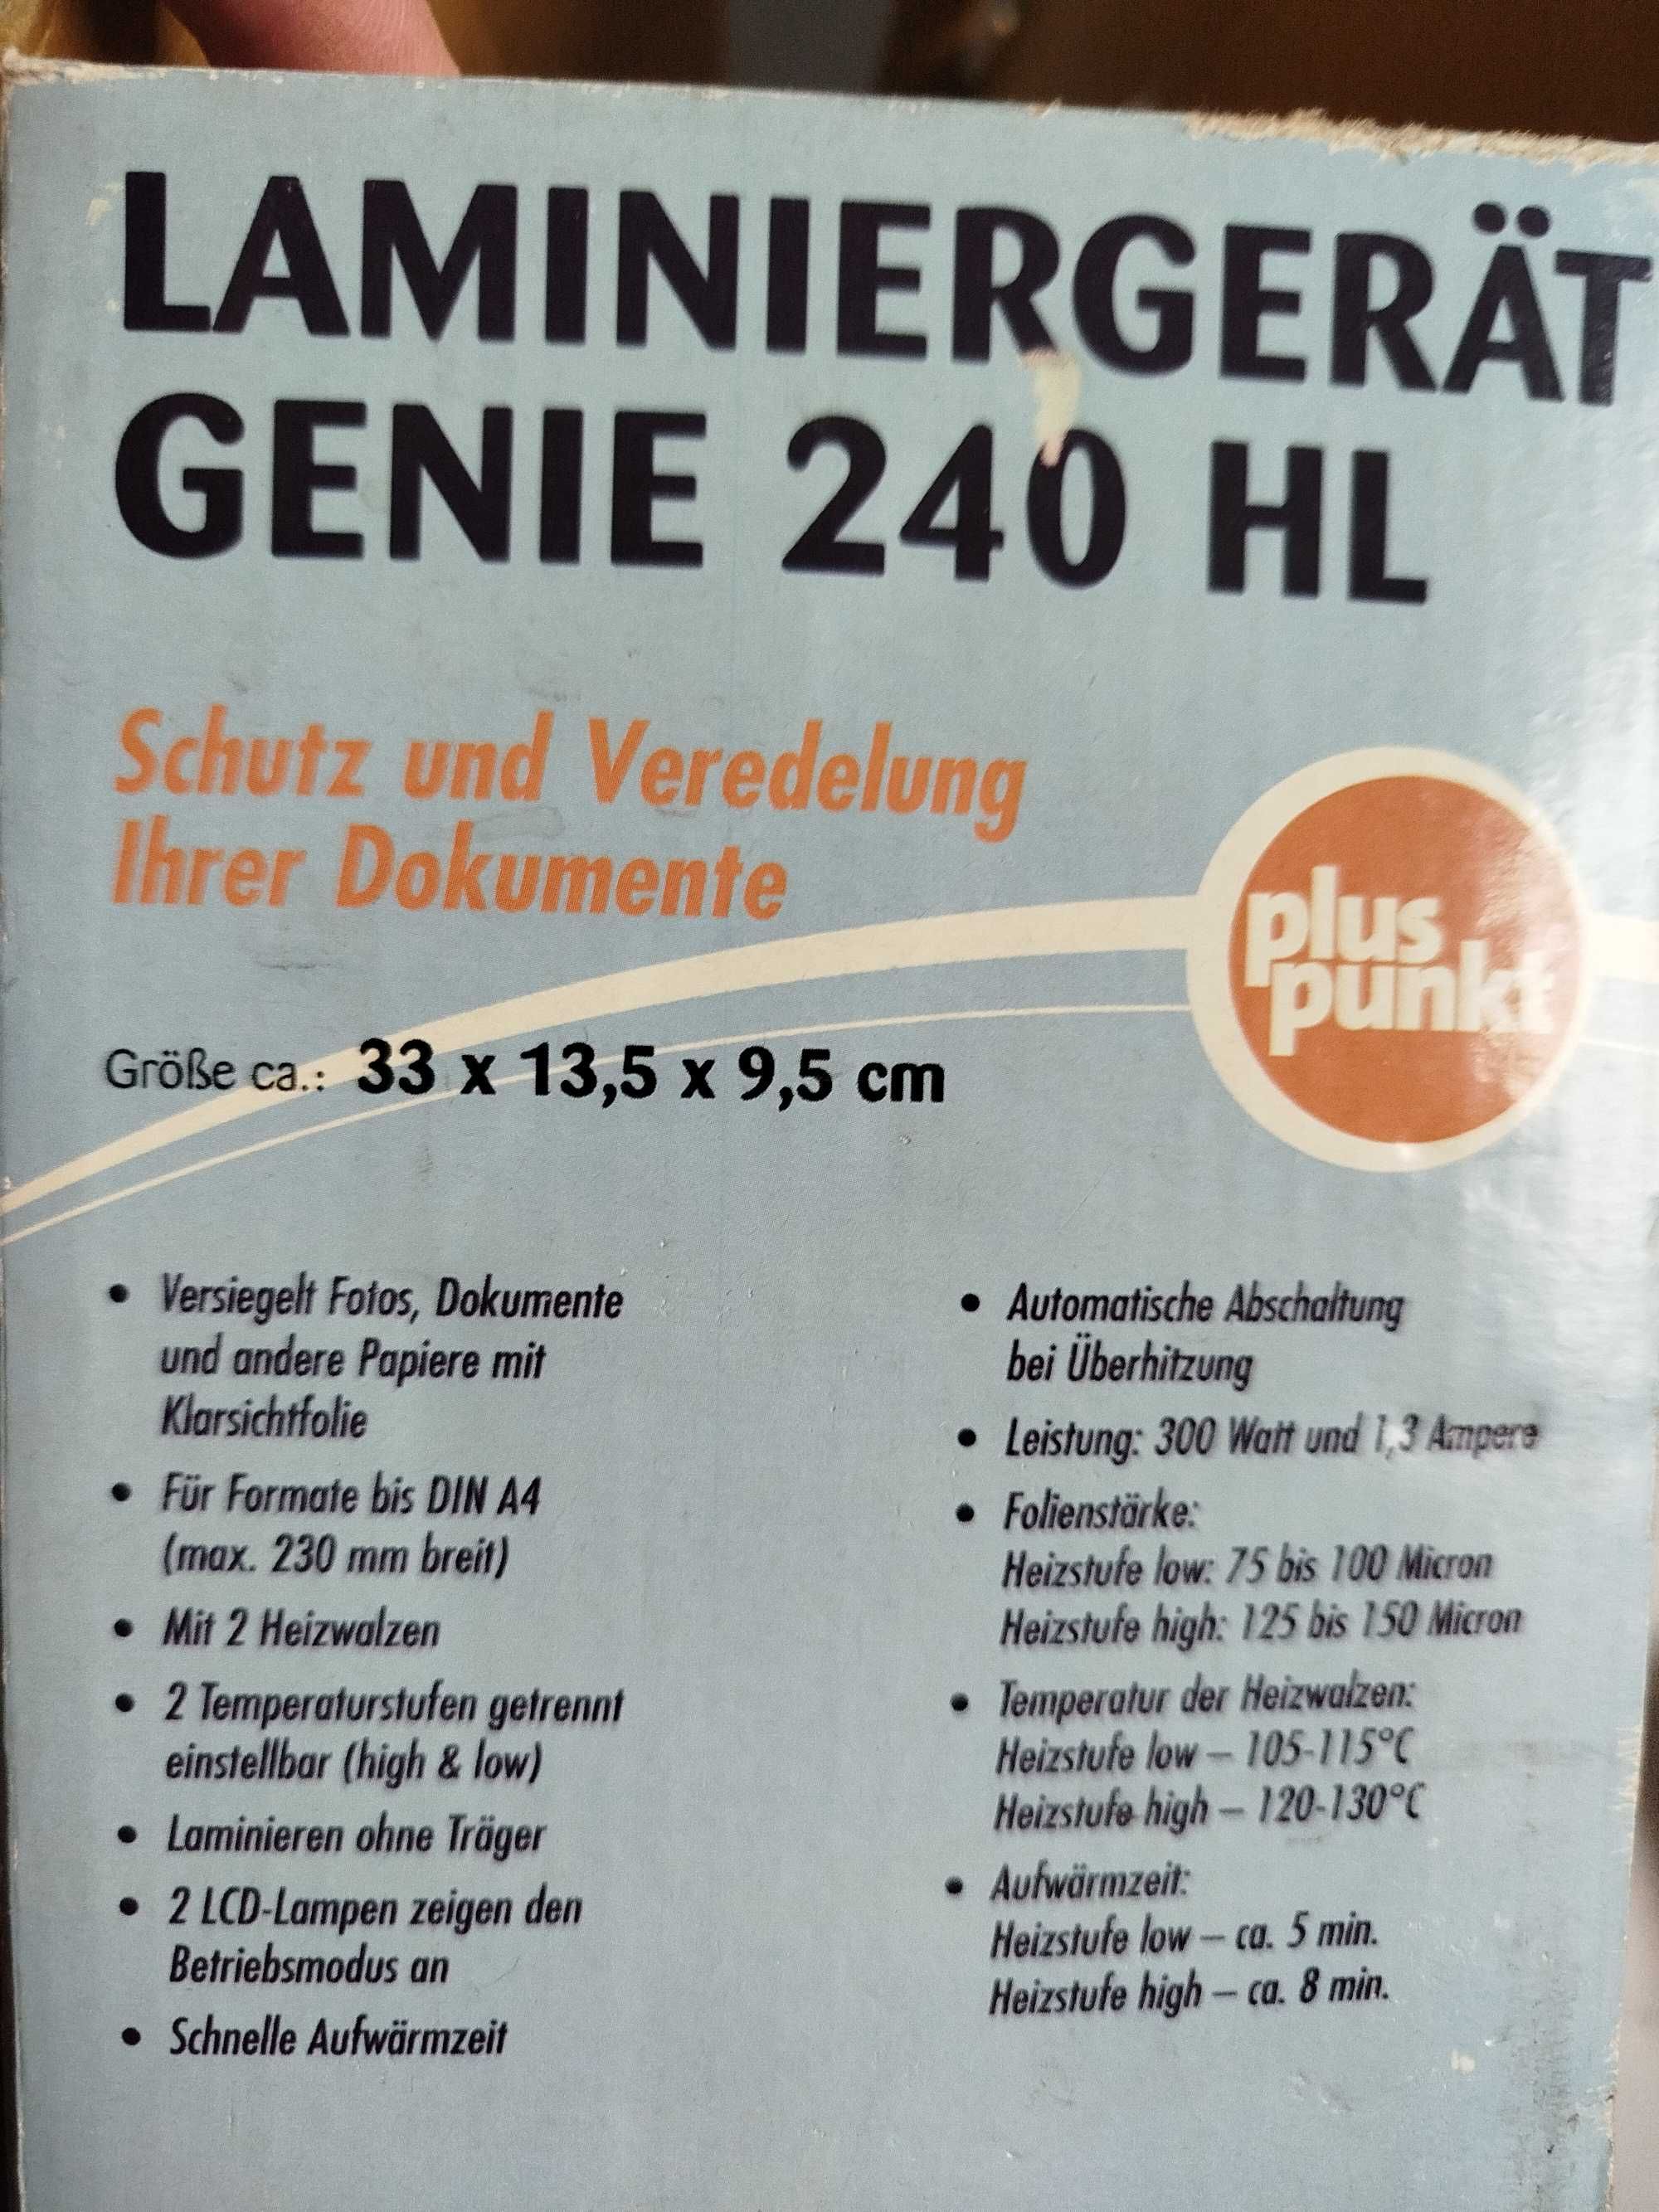 LAMINIERGERÄT
GENIE 240 HL
Schutz und Veredelung
Ihrer Dokumente
plus
punkt
Größe ca.: 33 x 13,5 x 9,5 cm
• Versiegelt Fotos, Dokumente
und andere Papiere mit
Klarsichtfolie
• Für Formate bis DIN A4
(max. 230 mm breit)
• Mit 2 Heizwalzen
• 2 Temperaturstufen getrennt
einstellbar (high & low)
• Laminieren ohne Träger
• 2 LCD-Lampen zeigen den
Betriebsmodus an
• Schnelle Aufwärmzeit
• Automatische Abschaltung
bei Überhitzung
• Leistung: 300 Watt und 1,3 Ampere
• Folienstärke:
Heizstufe low: 75 bis 100 Micron
Heizstufe high: 125 bis 150 Micron
• Temperatur der Heizwalzen:
Heizstufe low – 105-115°C
Heizstufe high – 120-130°C
• Aufwärmzeit:
Heizstufe low – ca. 5 min.
Heizstufe high – ca. 8 min.